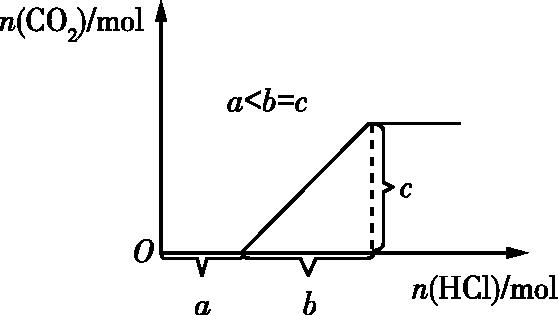 n(CO₂)/mol
a<b=c
c
O
a
b
n(HCl)/mol